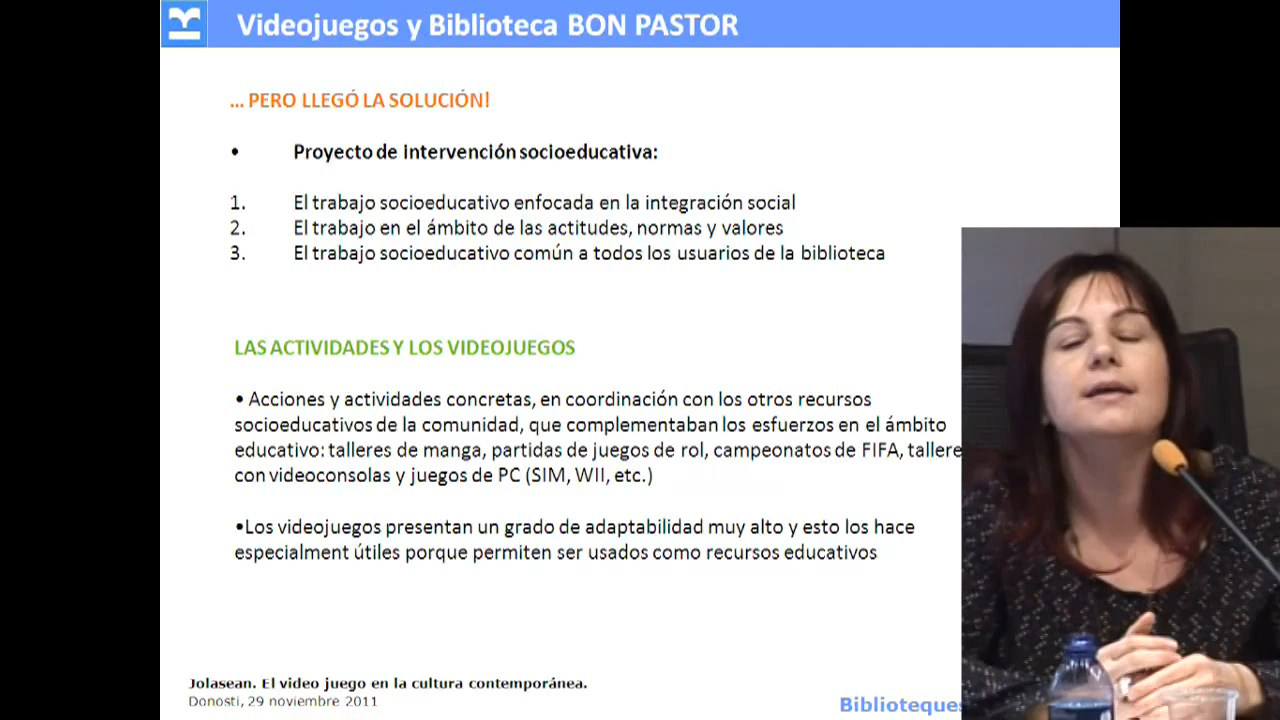 Videojuegos y Biblioteca BON PASTOR
... PERO LLEGÓ LA SOLUCIÓN!
• Proyecto de intervención socioeducativa:
1. El trabajo socioeducativo enfocada en la integración social
2. El trabajo en el ámbito de las actitudes, normas y valores
3. El trabajo socioeducativo común a todos los usuarios de la biblioteca
LAS ACTIVIDADES Y LOS VIDEOJUEGOS
• Acciones y actividades concretas, en coordinación con los otros recursos
socioeducativos de la comunidad, que complementaban los esfuerzos en el ámbito
educativo: talleres de manga, partidas de juegos de rol, campeonatos de FIFA, tallere
con videoconsolas y juegos de PC (SIM, WII, etc.)
•Los videojuegos presentan un grado de adaptabilidad muy alto y esto los hace
especialment útiles porque permiten ser usados como recursos educativos
Jolasean. El video juego en la cultura contemporánea.
Donosti, 29 noviembre 2011
Biblioteques